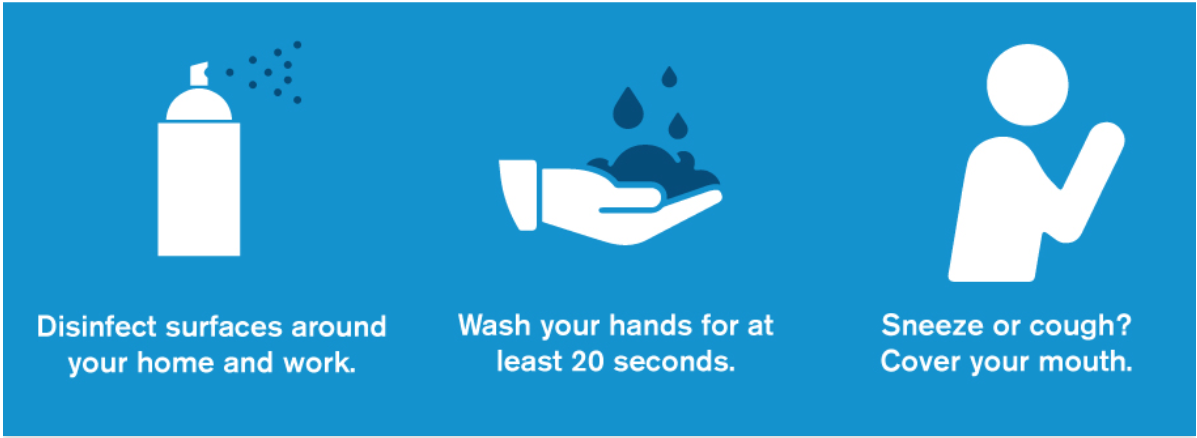 Disinfect surfaces around
your home and work.
Wash your hands for at
least 20 seconds.
Sneeze or cough?
Cover your mouth.